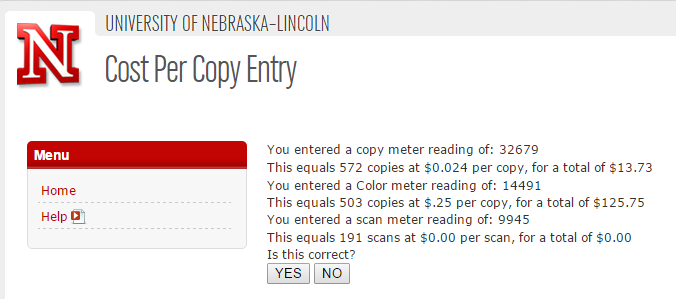 N
UNIVERSITY OF NEBRASKA–LINCOLN
Cost Per Copy Entry
Menu
Home
Help
You entered a copy meter reading of: 32679
This equals 572 copies at $0.024 per copy, for a total of $13.73
You entered a Color meter reading of: 14491
This equals 503 copies at $.25 per copy, for a total of $125.75
You entered a scan meter reading of: 9945
This equals 191 scans at $0.00 per scan, for a total of $0.00
Is this correct?
YES NO